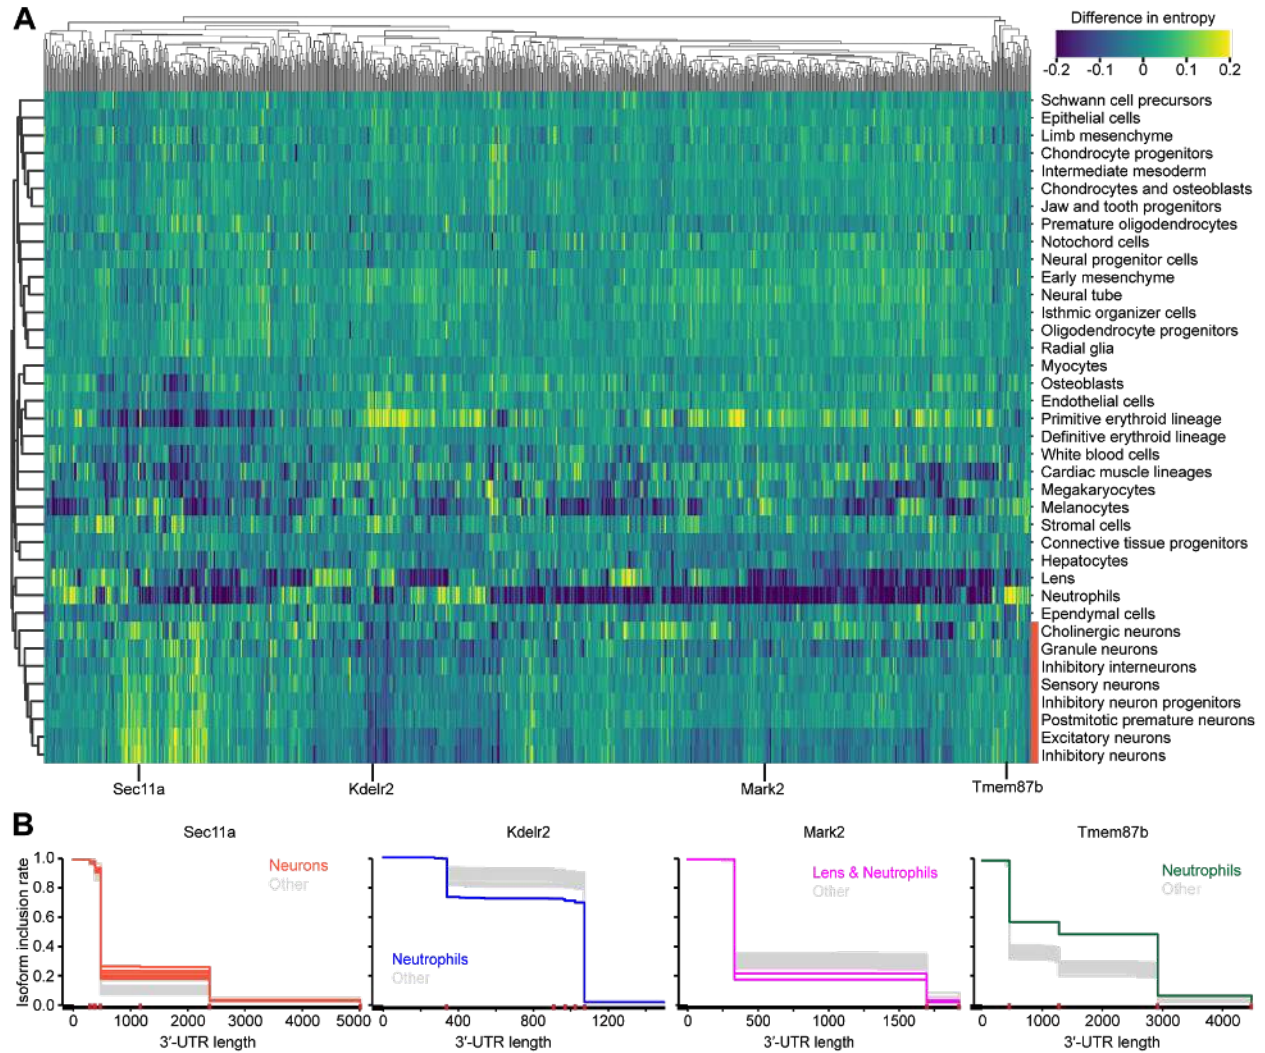 A
Difference in entropy
-0.2 -0.1 0 0.1 0.2
Schwann cell precursors
Epithelial cells
Limb mesenchyme
Chondrocyte progenitors
Intermediate mesoderm
Chondrocytes and osteoblasts
Jaw and tooth progenitors
Premature oligodendrocytes
Notochord cells
Neural progenitor cells
Early mesenchyme
Neural tube
Isthmic organizer cells
Oligodendrocyte progenitors
Radial glia
Myocytes
Osteoblasts
Endothelial cells
Primitive erythroid lineage
Definitive erythroid lineage
White blood cells
Cardiac muscle lineages
Megakaryocytes
Melanocytes
Stromal cells
Connective tissue progenitors
Hepatocytes
Lens
Neutrophils
Ependymal cells
Cholinergic neurons
Granule neurons
Inhibitory interneurons
Sensory neurons
Inhibitory neuron progenitors
Postmitotic premature neurons
Excitatory neurons
Inhibitory neurons
Sec11a Kdelr2 Mark2 Tmem87b
B
Sec11a Kdelr2 Mark2 Tmem87b
Isoform inclusion rate
1.0
0.8
0.6
0.4
0.2
0.0
Neurons
Other
Neutrophils
Other
Lens & Neutrophils
Other
Neutrophils
Other
0 1000 2000 3000 4000 5000
0 400 800 1200
0 500 1000 1500
0 1000 2000 3000 4000
3′-UTR length 3′-UTR length 3′-UTR length 3′-UTR length